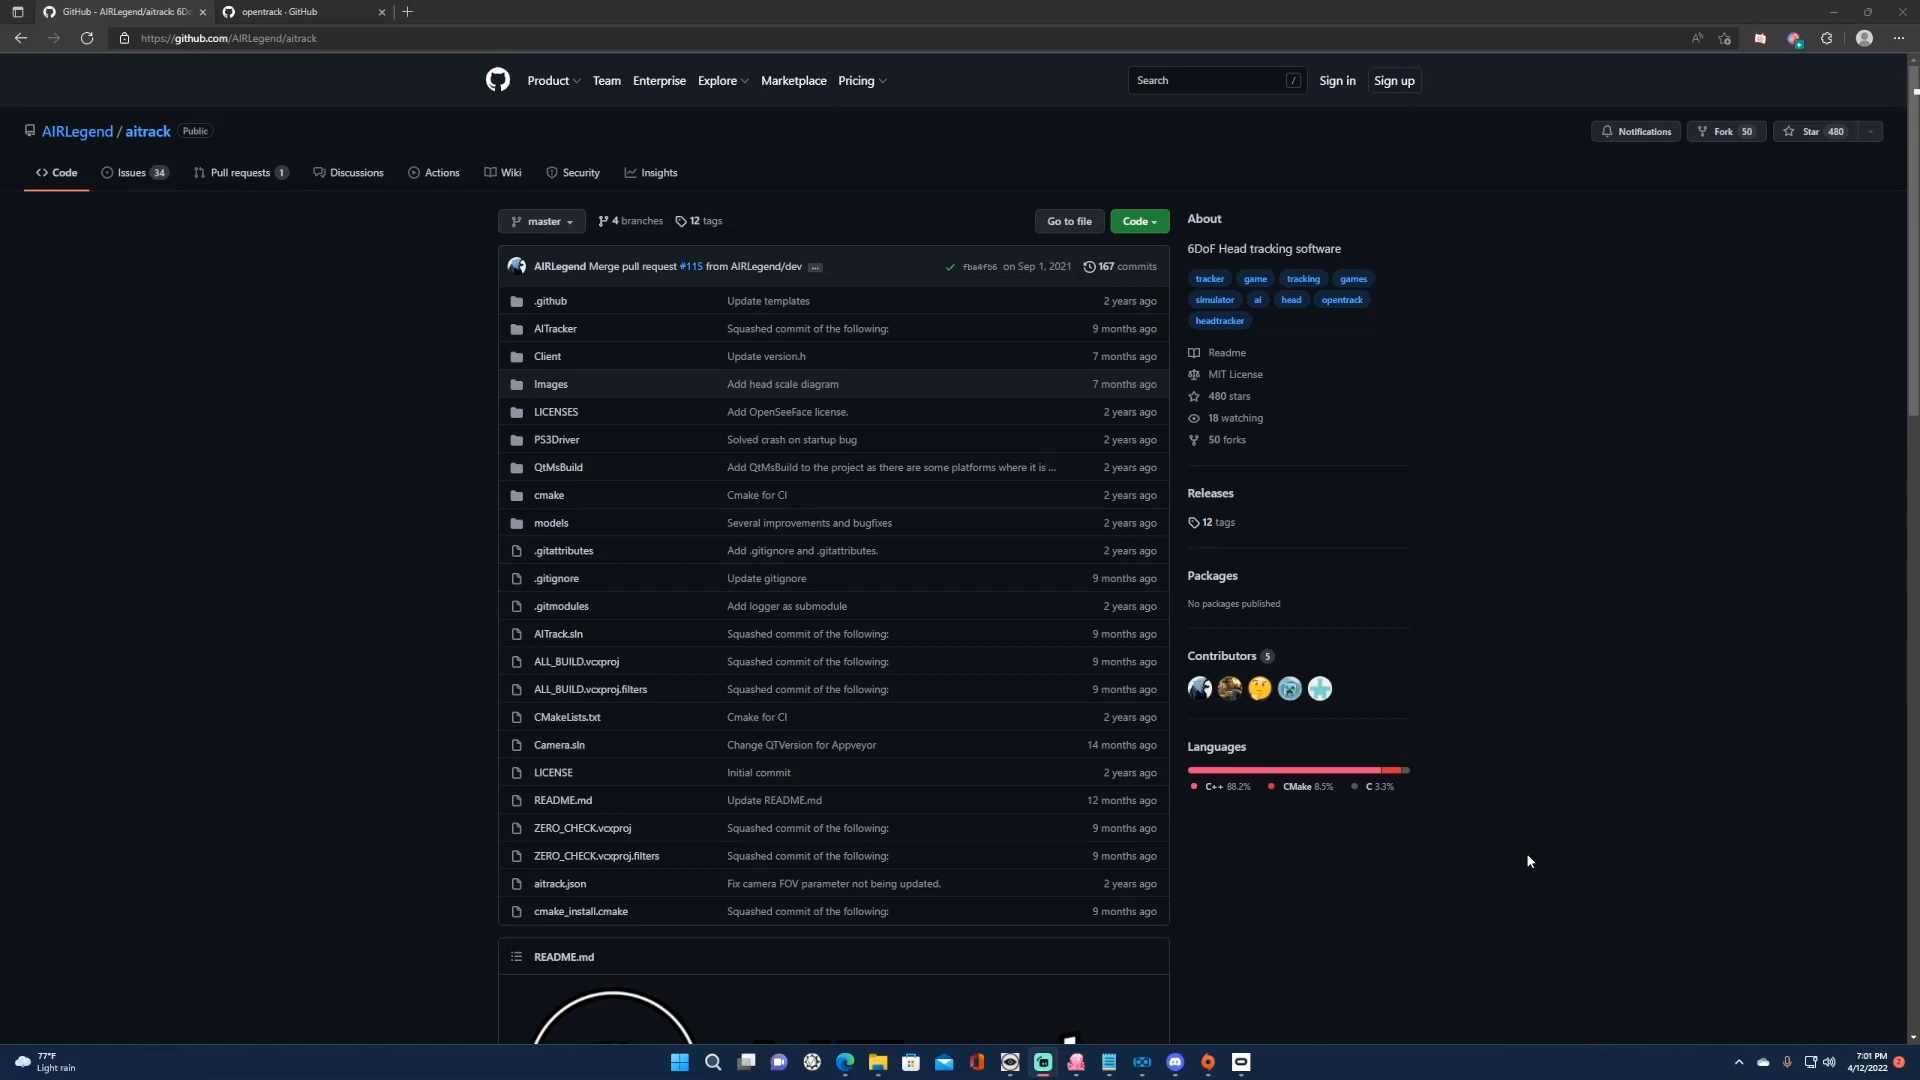 GitHub - AIRLegend/aitrack: 6D
opentrack · GitHub
https://github.com/AIRLegend/aitrack
Product Team Enterprise Explore Marketplace Pricing
Search /
Sign in Sign up
AIRLegend / aitrack Public
Notifications Fork 50 Star 480
Code Issues 34 Pull requests 1 Discussions Actions Wiki Security Insights
master 4 branches 12 tags Go to file Code
AIRLegend Merge pull request #115 from AIRLegend/dev ... fba4fb6 on Sep 1, 2021 167 commits
.github Update templates 2 years ago
AITracker Squashed commit of the following: 9 months ago
Client Update version.h 7 months ago
Images Add head scale diagram 7 months ago
LICENSES Add OpenSeeFace license. 2 years ago
PS3Driver Solved crash on startup bug 2 years ago
QtMsBuild Add QtMsBuild to the project as there are some platforms where it is ... 2 years ago
cmake Cmake for CI 2 years ago
models Several improvements and bugfixes 2 years ago
.gitattributes Add .gitignore and .gitattributes. 2 years ago
.gitignore Update gitignore 9 months ago
.gitmodules Add logger as submodule 2 years ago
AITrack.sln Squashed commit of the following: 9 months ago
ALL_BUILD.vcxproj Squashed commit of the following: 9 months ago
ALL_BUILD.vcxproj.filters Squashed commit of the following: 9 months ago
CMakeLists.txt Cmake for CI 2 years ago
Camera.sln Change QTVersion for Appveyor 14 months ago
LICENSE Initial commit 2 years ago
README.md Update README.md 12 months ago
ZERO_CHECK.vcxproj Squashed commit of the following: 9 months ago
ZERO_CHECK.vcxproj.filters Squashed commit of the following: 9 months ago
aitrack.json Fix camera FOV parameter not being updated. 2 years ago
cmake_install.cmake Squashed commit of the following: 9 months ago
README.md
About
6DoF Head tracking software
tracker game tracking games
simulator ai head opentrack
headtracker
Readme
MIT License
480 stars
18 watching
50 forks
Releases
12 tags
Packages
No packages published
Contributors 5
Languages
C++ 88.2% CMake 8.5% C 3.3%
77°F
Light rain
7:01 PM
4/12/2022
2